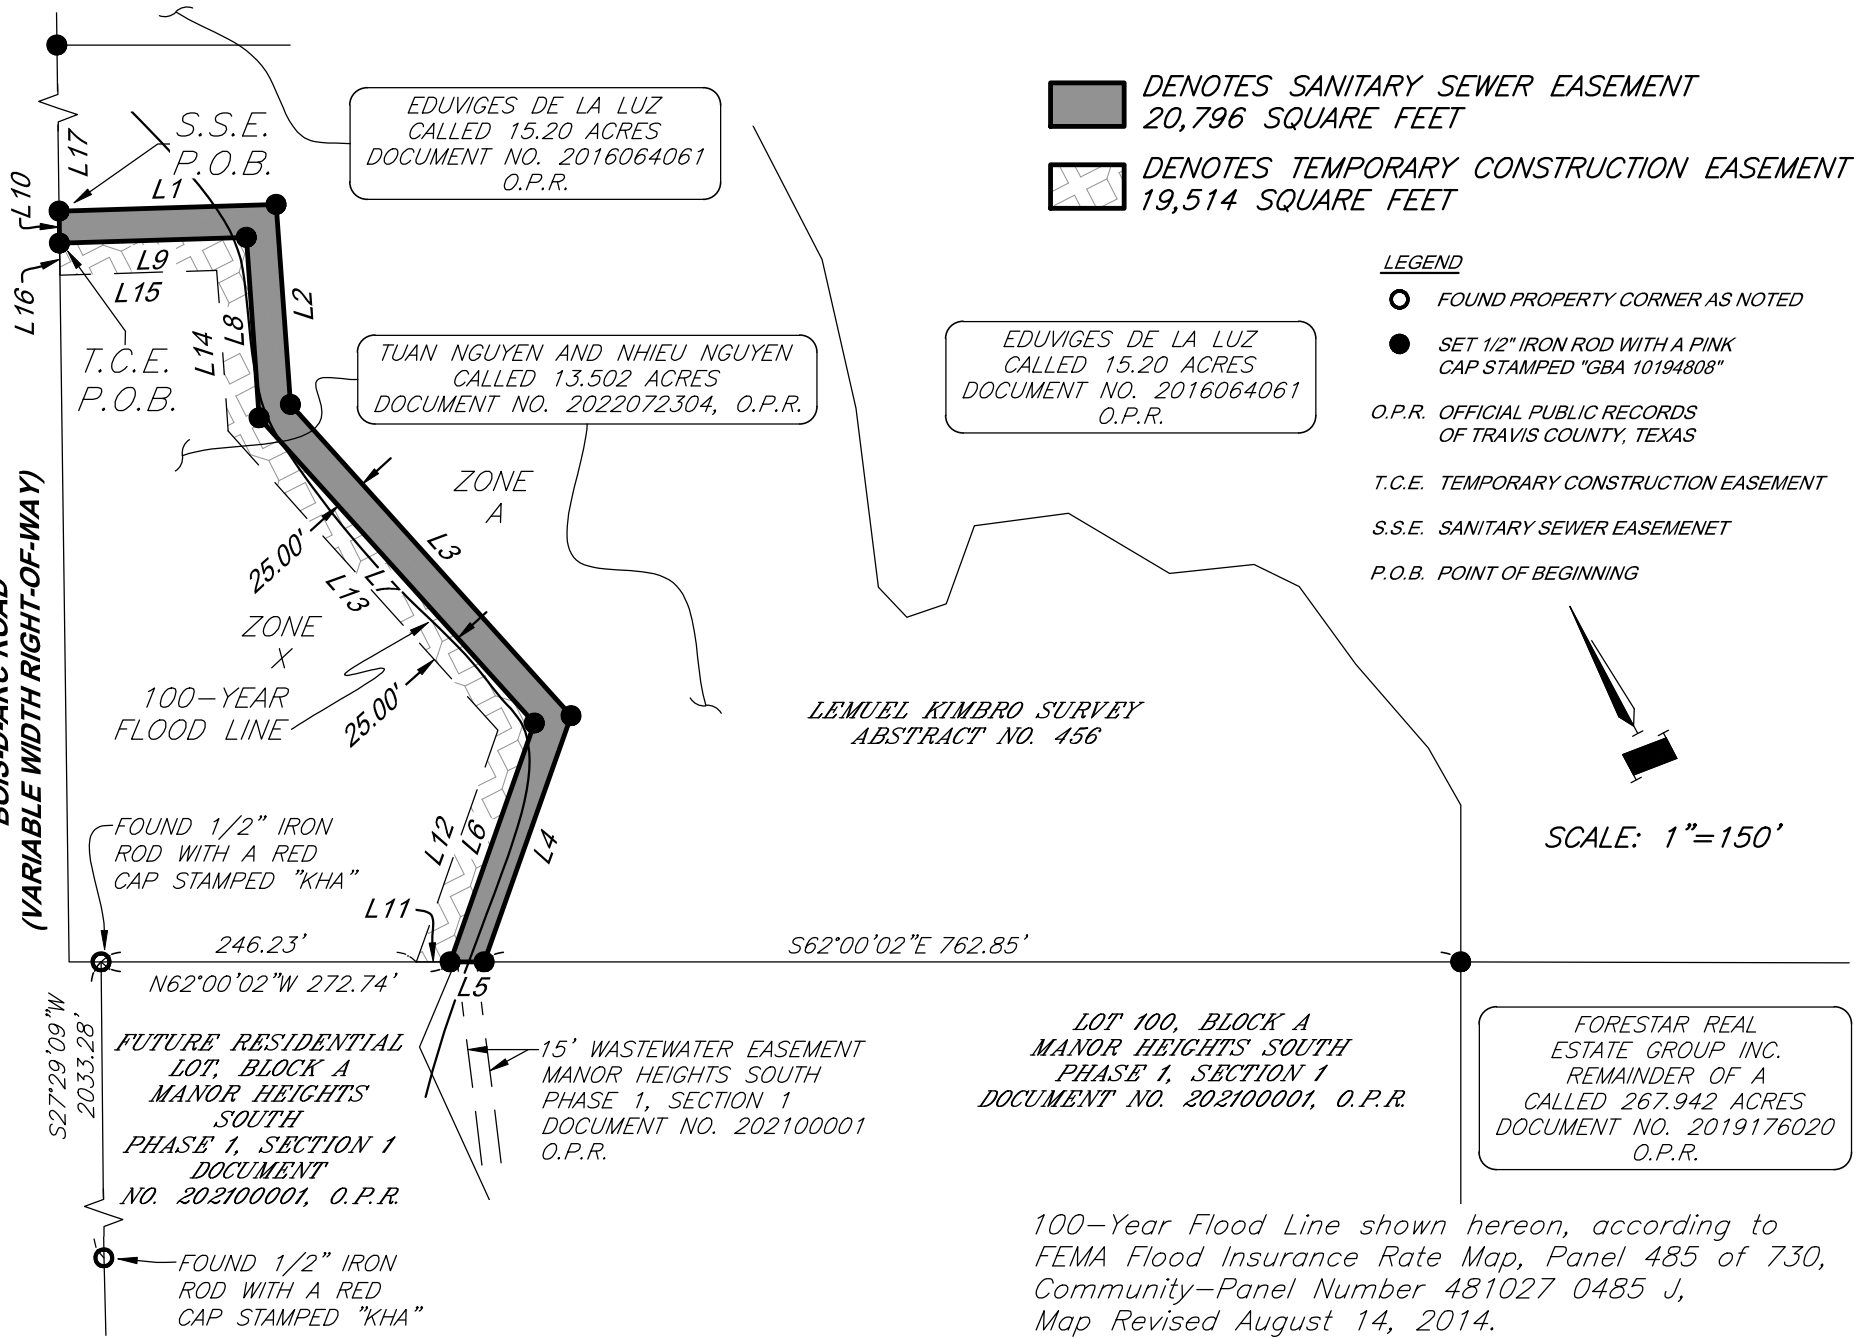 S.S.E.
P.O.B.
L17
L10
L1
EDUVIGES DE LA LUZ
CALLED 15.20 ACRES
DOCUMENT NO. 2016064061
O.P.R.
DENOTES SANITARY SEWER EASEMENT
20,796 SQUARE FEET
DENOTES TEMPORARY CONSTRUCTION EASEMENT
19,514 SQUARE FEET
LEGEND
FOUND PROPERTY CORNER AS NOTED
SET 1/2" IRON ROD WITH A PINK
CAP STAMPED "GBA 10194808"
O.P.R. OFFICIAL PUBLIC RECORDS
OF TRAVIS COUNTY, TEXAS
T.C.E. TEMPORARY CONSTRUCTION EASEMENT
S.S.E. SANITARY SEWER EASEMENET
P.O.B. POINT OF BEGINNING
L9
L15
L16
L2
L8
L14
T.C.E.
P.O.B.
TUAN NGUYEN AND NHIEU NGUYEN
CALLED 13.502 ACRES
DOCUMENT NO. 2022072304, O.P.R.
EDUVIGES DE LA LUZ
CALLED 15.20 ACRES
DOCUMENT NO. 2016064061
O.P.R.
ZONE
A
L3
25.00'
L7
L13
ZONE
X
100-YEAR
FLOOD LINE
25.00'
(VARIABLE WIDTH RIGHT-OF-WAY)
LEMUEL KIMBRO SURVEY
ABSTRACT NO. 456
SCALE: 1"=150'
FOUND 1/2" IRON
ROD WITH A RED
CAP STAMPED "KHA"
L12
L6
L4
L11
246.23'
N62°00'02"W 272.74'
S62°00'02"E 762.85'
L5
S27°29'09"W
2033.28'
FUTURE RESIDENTIAL
LOT, BLOCK A
MANOR HEIGHTS
SOUTH
PHASE 1, SECTION 1
DOCUMENT
NO. 202100001, O.P.R.
15' WASTEWATER EASEMENT
MANOR HEIGHTS SOUTH
PHASE 1, SECTION 1
DOCUMENT NO. 202100001
O.P.R.
LOT 100, BLOCK A
MANOR HEIGHTS SOUTH
PHASE 1, SECTION 1
DOCUMENT NO. 202100001, O.P.R.
FORESTAR REAL
ESTATE GROUP INC.
REMAINDER OF A
CALLED 267.942 ACRES
DOCUMENT NO. 2019176020
O.P.R.
FOUND 1/2" IRON
ROD WITH A RED
CAP STAMPED "KHA"
100-Year Flood Line shown hereon, according to
FEMA Flood Insurance Rate Map, Panel 485 of 730,
Community-Panel Number 481027 0485 J,
Map Revised August 14, 2014.